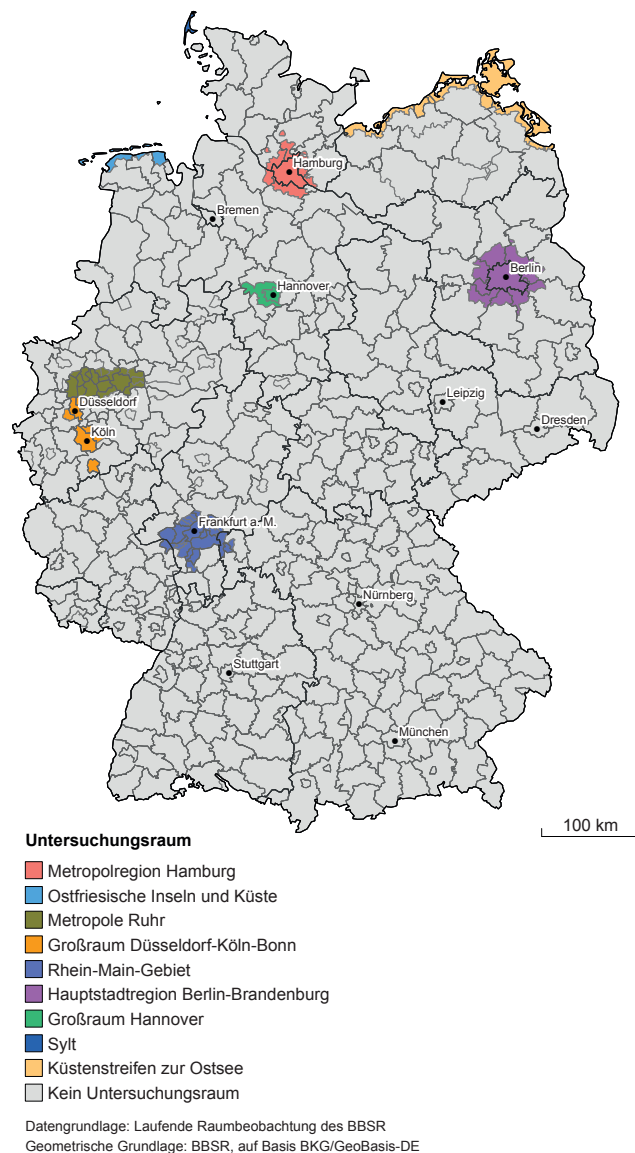 Hamburg
Bremen
Berlin
Hannover
Leipzig
Düsseldorf
Dresden
Köln
Frankfurt a. M.
Nürnberg
Stuttgart
München
100 km
Untersuchungsraum
Metropolregion Hamburg
Ostfriesische Inseln und Küste
Metropole Ruhr
Großraum Düsseldorf-Köln-Bonn
Rhein-Main-Gebiet
Hauptstadtregion Berlin-Brandenburg
Großraum Hannover
Sylt
Küstenstreifen zur Ostsee
Kein Untersuchungsraum
Datengrundlage: Laufende Raumbeobachtung des BBSR
Geometrische Grundlage: BBSR, auf Basis BKG/GeoBasis-DE